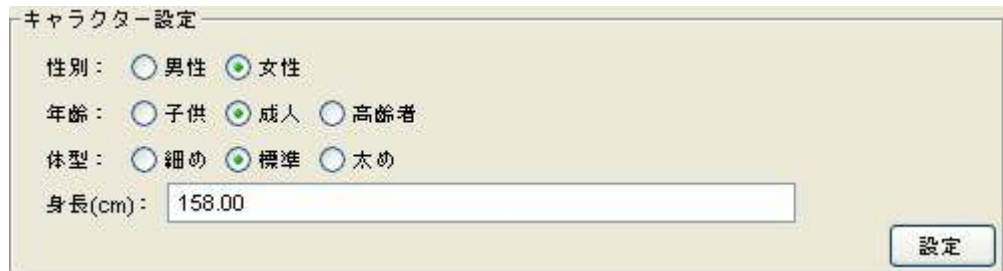 キャラクター設定
性別： 男性 女性
年齢： 子供 成人 高齢者
体型： 細め 標準 太め
身長(cm)： 158.00
設定